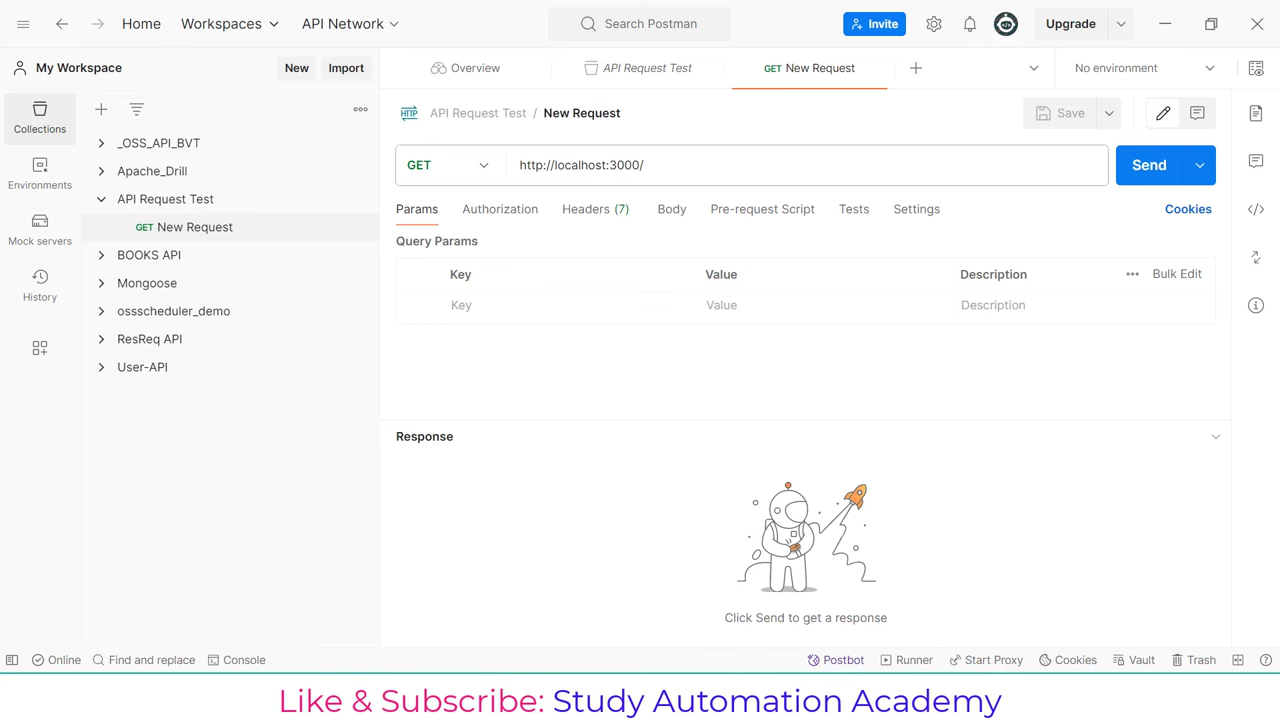 Home Workspaces API Network Search Postman Invite Upgrade
My Workspace New Import Overview API Request Test GET New Request No environment
Collections
Environments
Mock servers
History
_OSS_API_BVT
Apache_Drill
API Request Test
GET New Request
BOOKS API
Mongoose
ossscheduler_demo
ResReq API
User-API
HTTP API Request Test / New Request Save
GET http://localhost:3000/ Send
Params Authorization Headers (7) Body Pre-request Script Tests Settings Cookies
Query Params
Key Value Description Bulk Edit
Key Value Description
Response
Click Send to get a response
Online Find and replace Console Postbot Runner Start Proxy Cookies Vault Trash
Like & Subscribe: Study Automation Academy